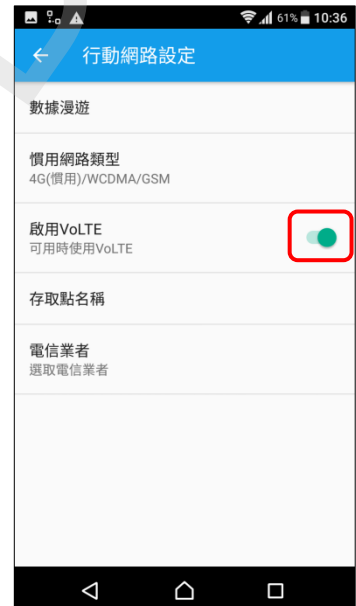 61% 10:36
行動網路設定
數據漫遊
慣用網路類型
4G(慣用)/WCDMA/GSM
啟用VoLTE
可用時使用VoLTE
存取點名稱
電信業者
選取電信業者